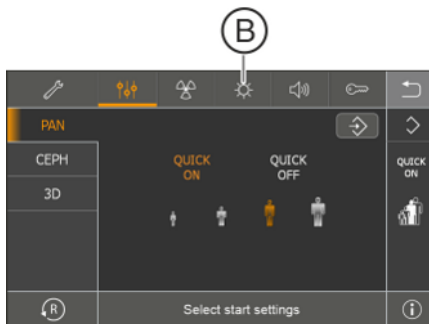 B
PAN
CEPH
3D
QUICK
ON
QUICK
OFF
QUICK
ON
R
Select start settings
i